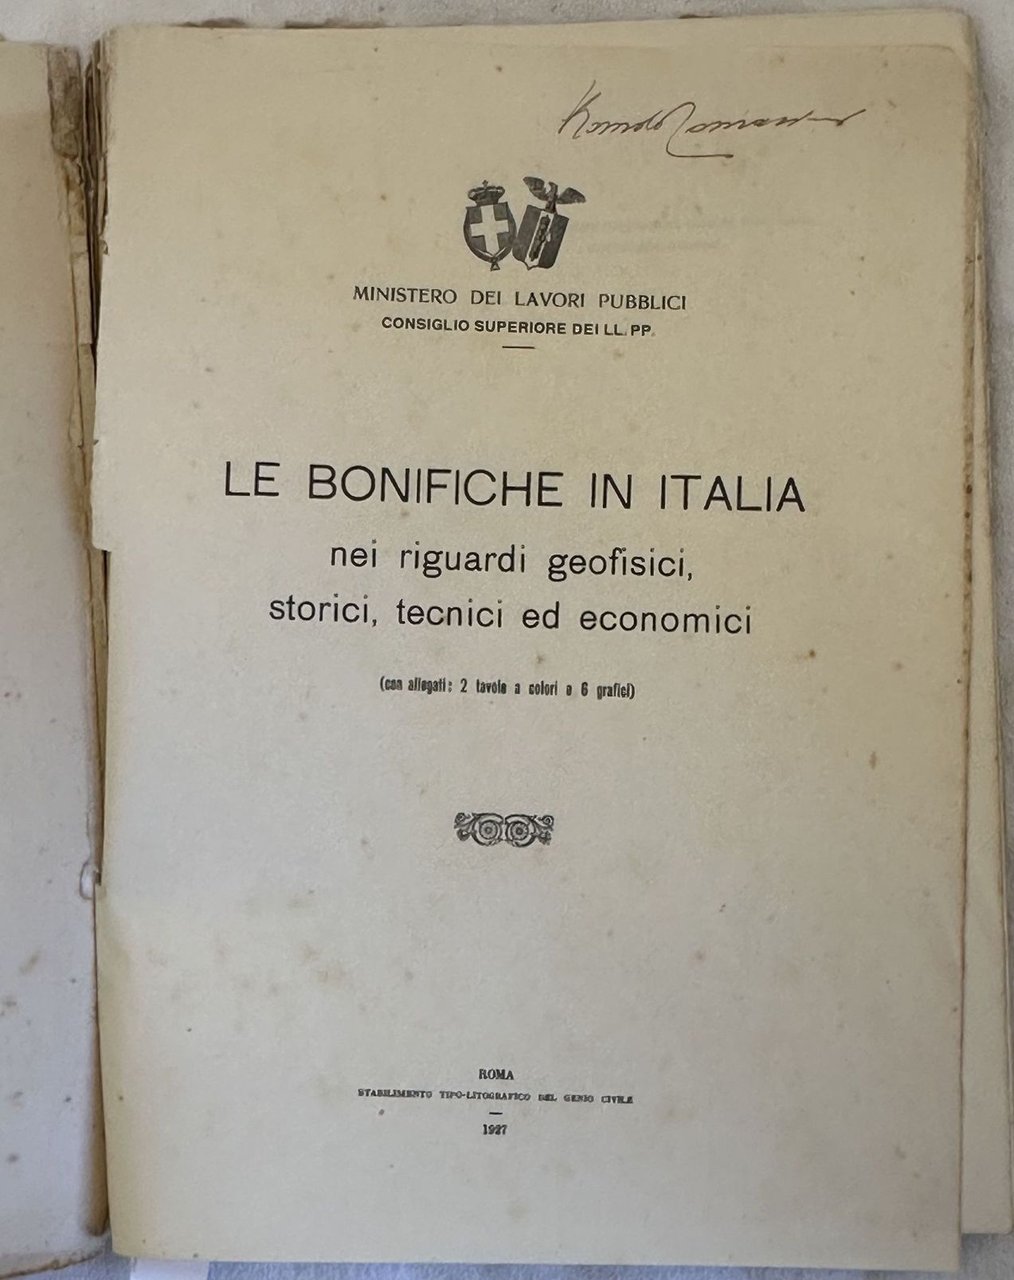 Romolo
MINISTERO DEI LAVORI PUBBLICI
CONSIGLIO SUPERIORE DEI LL. PP.
LE BONIFICHE IN ITALIA
nei riguardi geofisici,
storici, tecnici ed economici
(con allegati: 2 tavole a colori e 6 grafici)
ROMA
STABILIMENTO TIPO-LITOGRAFICO DEL GENIO CIVILE
1927